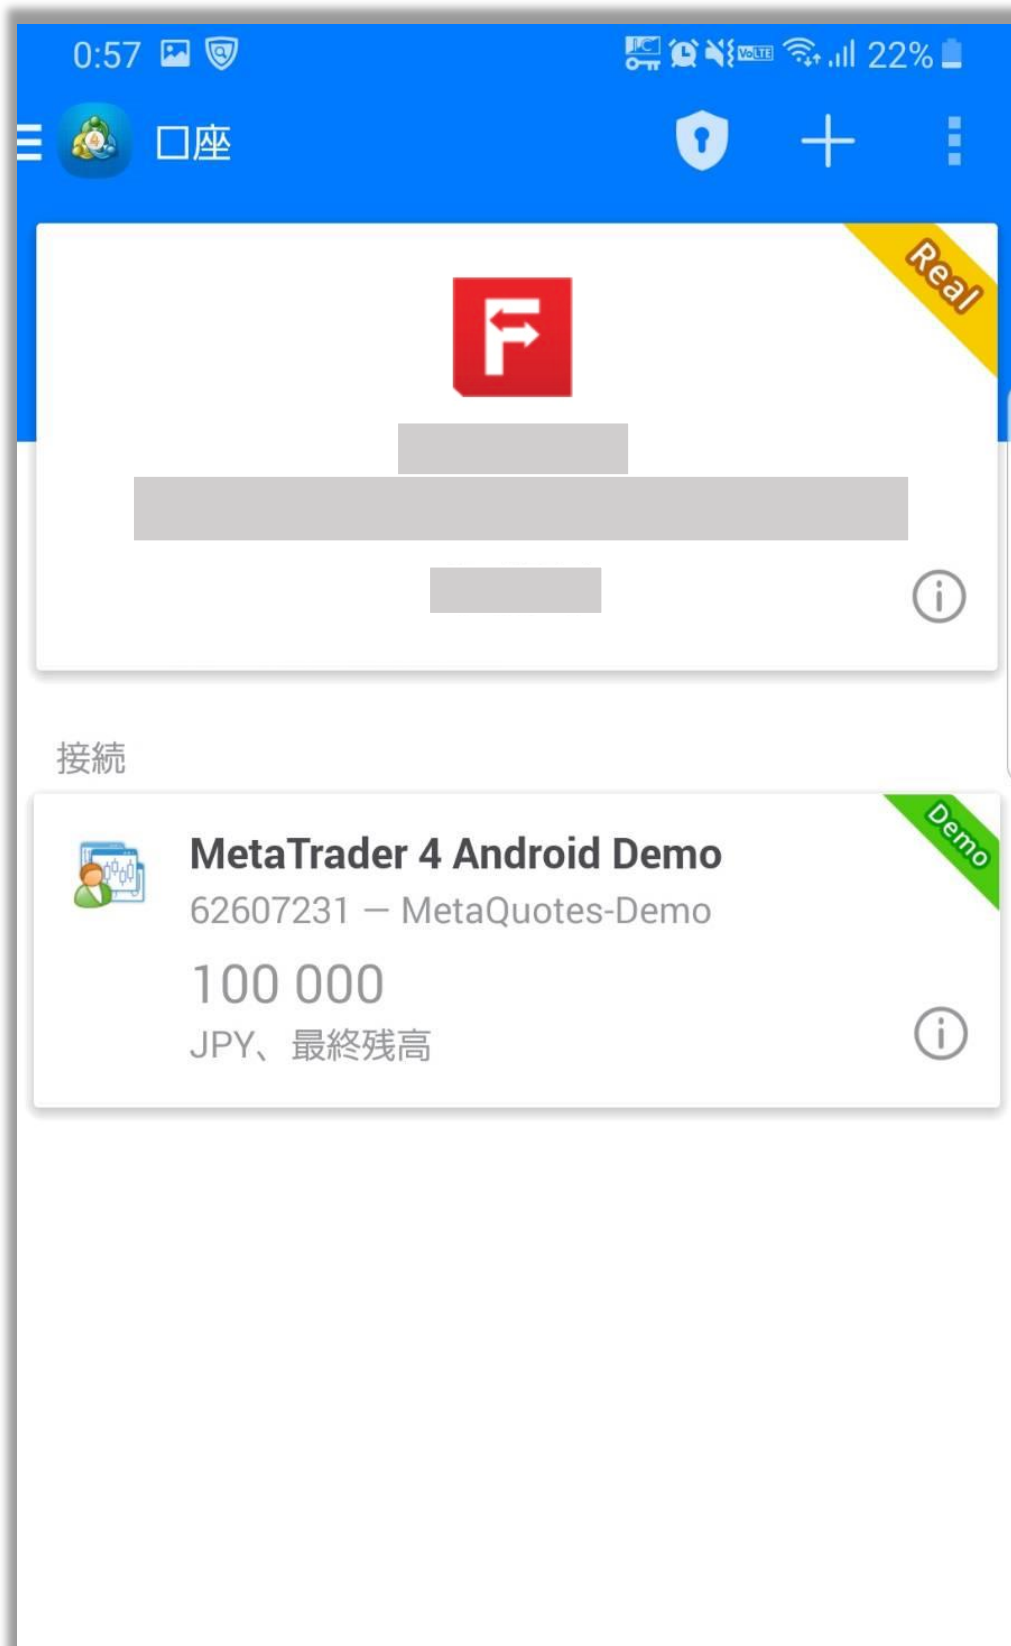 0:57 22%
口座
Real
接続
Demo
MetaTrader 4 Android Demo
62607231 — MetaQuotes-Demo
100 000
JPY、最終残高